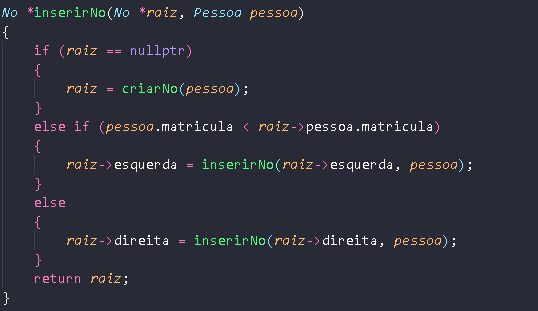 No *inserirNo(No *raiz, Pessoa pessoa)
{
    if (raiz == nullptr)
    {
        raiz = criarNo(pessoa);
    }
    else if (pessoa.matricula < raiz->pessoa.matricula)
    {
        raiz->esquerda = inserirNo(raiz->esquerda, pessoa);
    }
    else
    {
        raiz->direita = inserirNo(raiz->direita, pessoa);
    }
    return raiz;
}